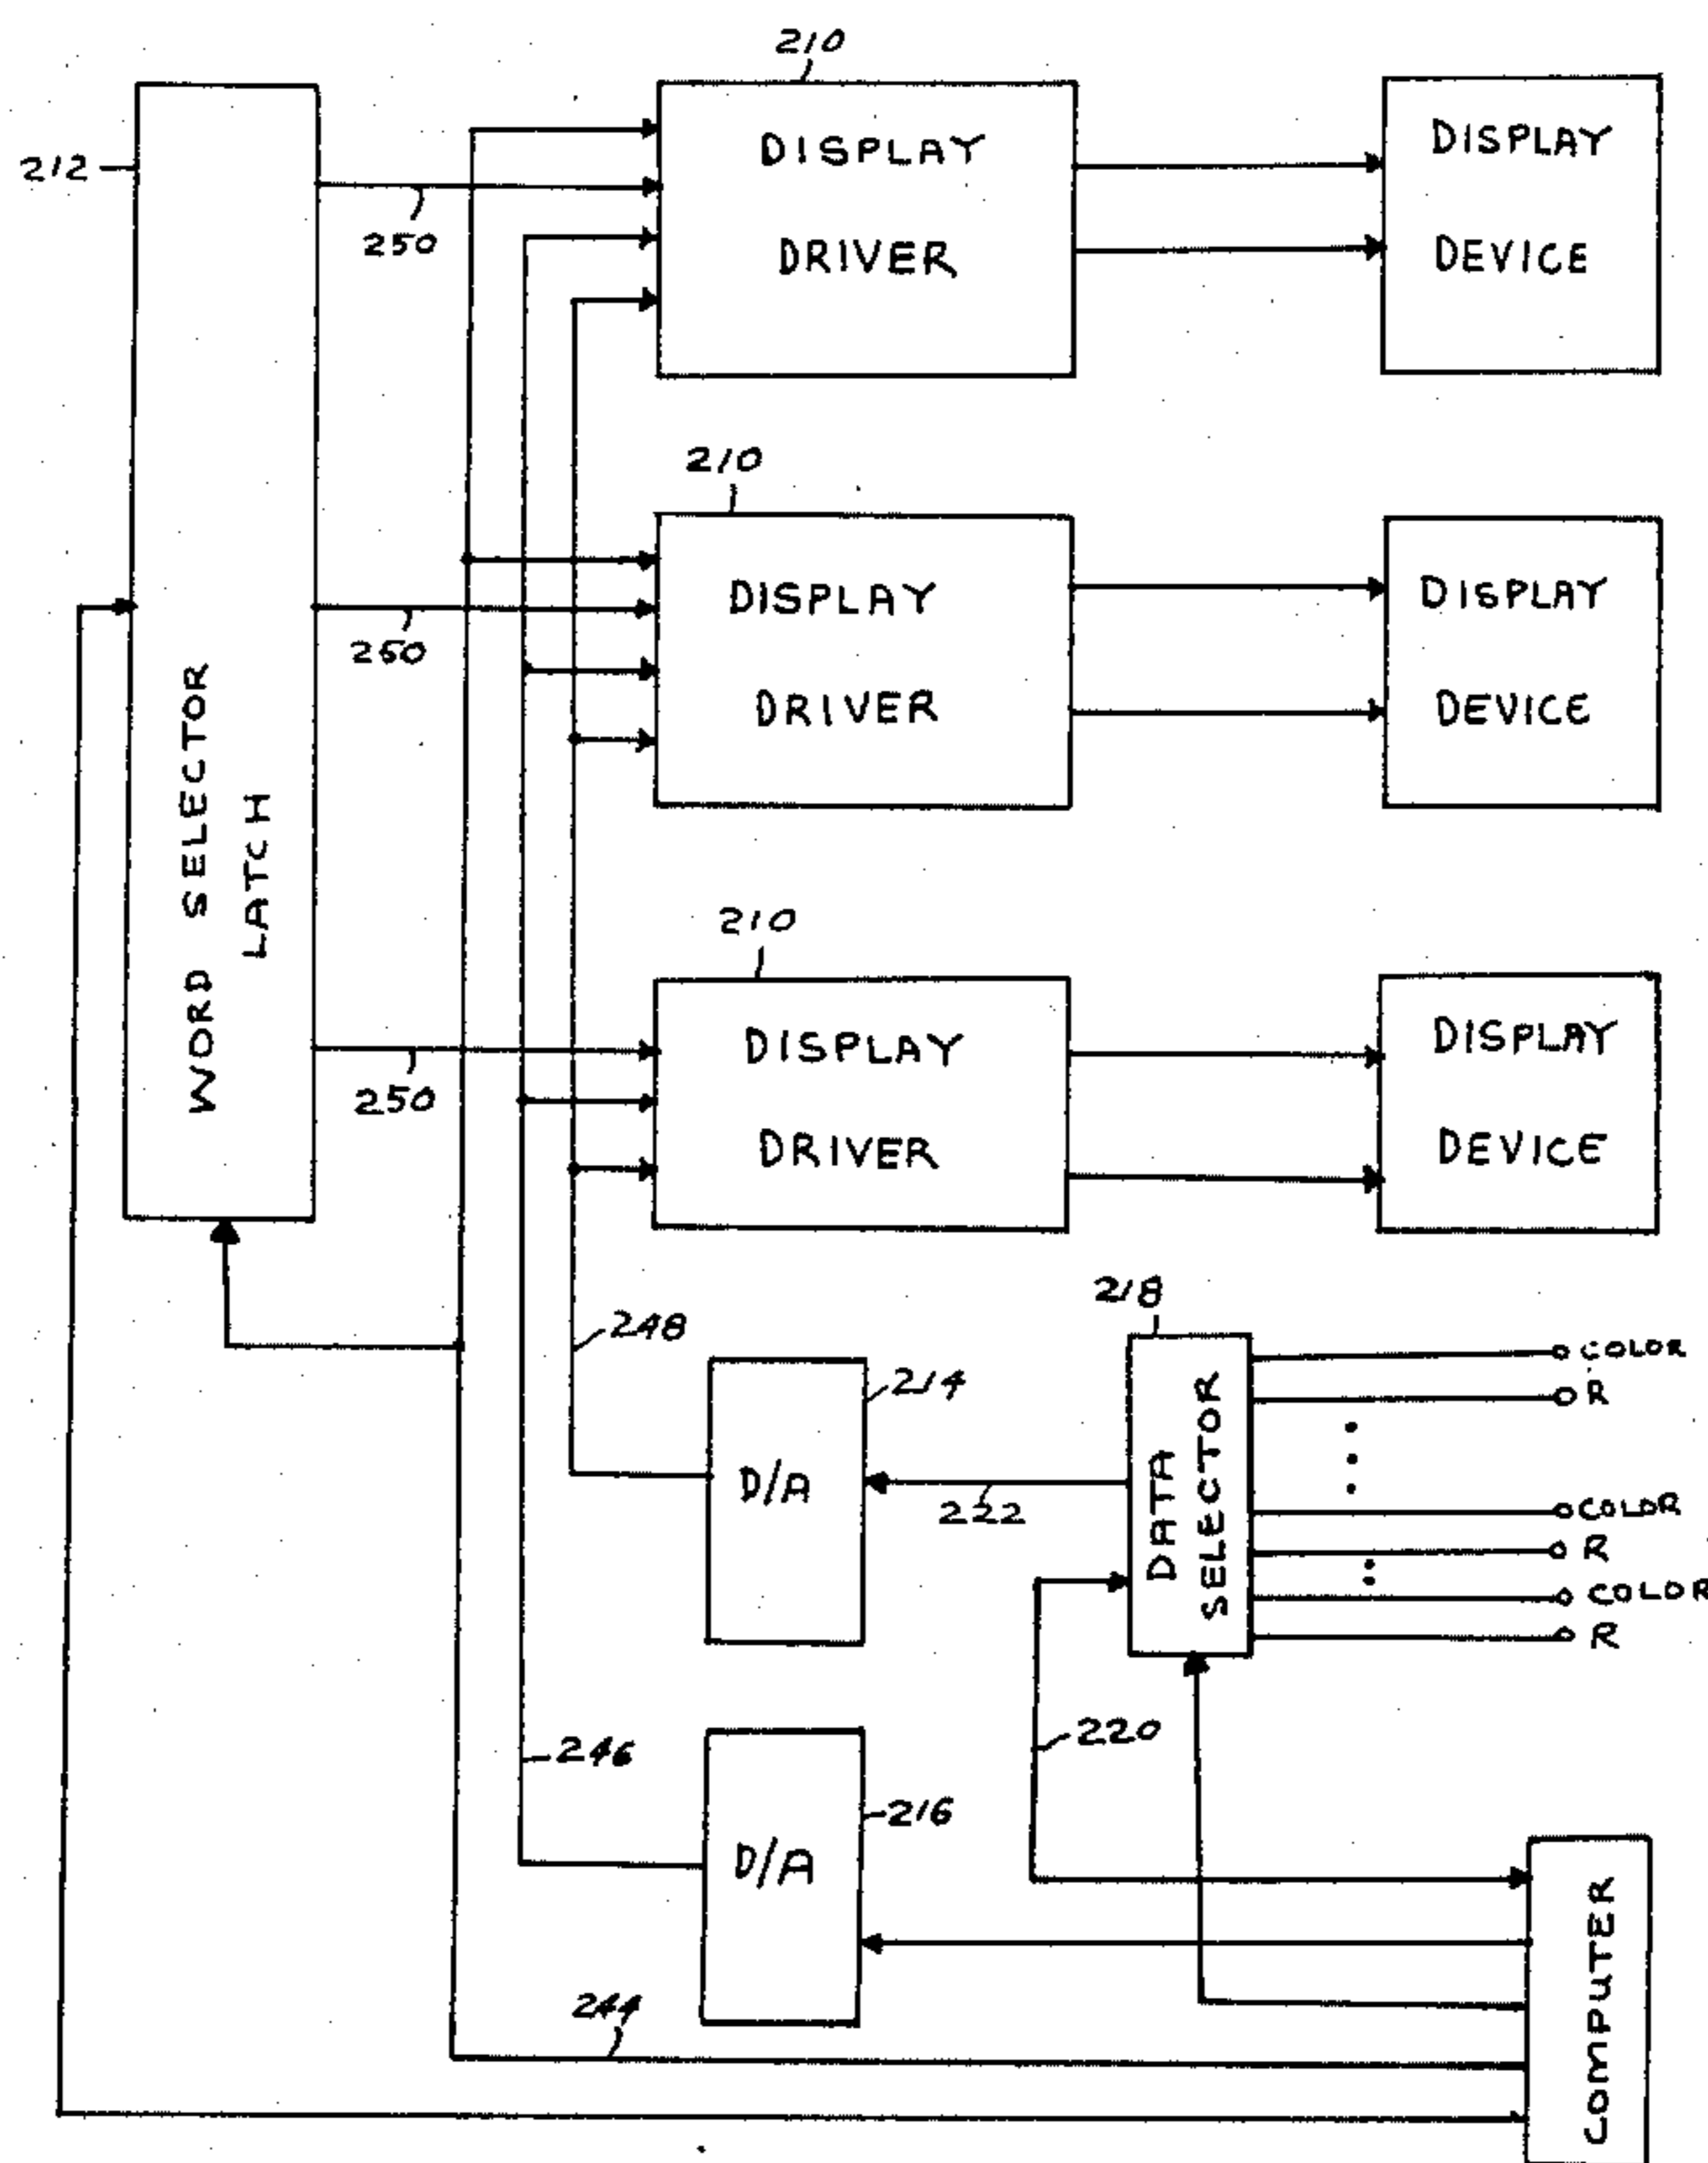 210
DISPLAY
DRIVER
DISPLAY
DEVICE
212
250
210
DISPLAY
DRIVER
DISPLAY
DEVICE
250
WORD SELECTOR
LATCH
210
DISPLAY
DRIVER
DISPLAY
DEVICE
250
218
248
214
D/A
222
DATA
SELECTOR
COLOR
R
COLOR
R
COLOR
R
246
216
D/A
220
244
COMPUTER